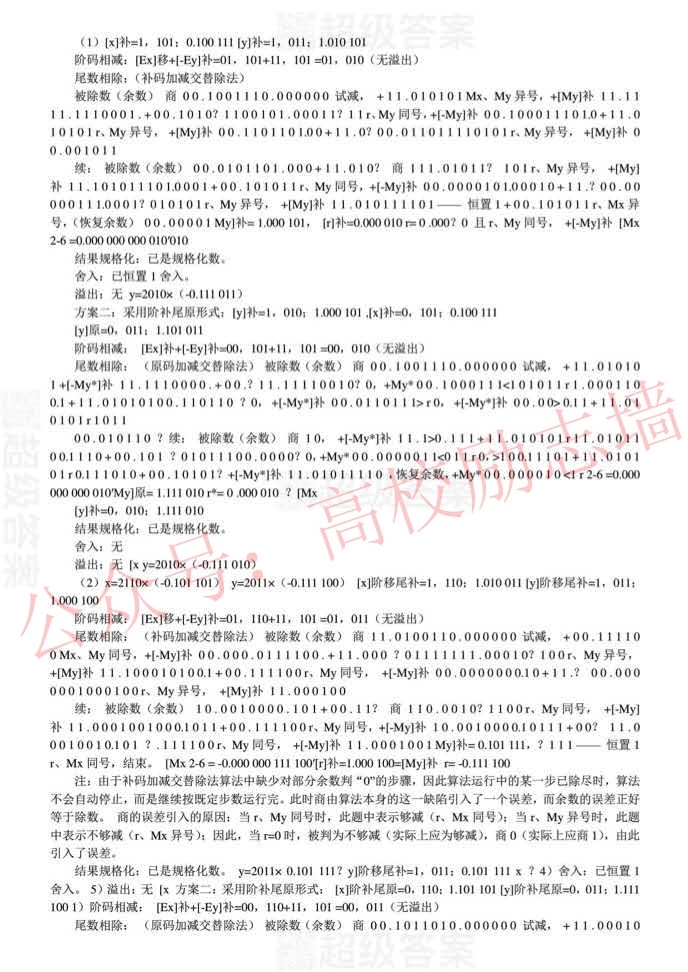 （1）[x]补=1，101；0.100 111 [y]补=1，011；1.010 101
阶码相减：[Ex]移+[-Ey]补=01，101+11，101 =01，010（无溢出）
尾数相除：（补码加减交替除法）
被除数（余数） 商 0 0 . 1 0 0 1 1 1 0 . 0 0 0 0 0 0 试减， + 1 1 . 0 1 0 1 0 1 Mx、My 异号，+[My]补 1 1 . 1 1
1 1 . 1 1 1 0 0 0 1 . + 0 0 . 1 0 1 0？ 1 1 0 0 1 0 1 . 0 0 0 1 1？ 1 1 r、My 同号，+[-My]补 0 0 . 1 0 0 0 1 1 1 0 1.0 + 1 1 . 0
1 0 1 0 1 r、My 异号， +[My]补 0 0 . 1 1 0 1 1 0 1.00 + 1 1 . 0？ 0 0 . 0 1 1 0 1 1 1 1 0 1 0 1 r、My 异号， +[My]补 0
0 . 0 0 1 0 1 1
续： 被除数（余数） 0 0 . 0 1 0 1 1 0 1 . 0 0 0 + 1 1 . 0 1 0？ 商 1 1 1 . 0 1 0 1 1？ 1 0 1 r、My 异号， +[My]
补 1 1 . 1 0 1 0 1 1 1 0 1.0 0 0 1 + 0 0 . 1 0 1 0 1 1 r、My 同号，+[-My]补 0 0 . 0 0 0 0 1 0 1.0 0 0 1 0 + 1 1 .？ 0 0 . 0 0
0 0 0 1 1 1.0 0 0 1？ 0 1 0 1 0 1 r、My 异号， +[My]补 1 1 . 0 1 0 1 1 1 1 0 1 —— 恒置 1 + 0 0 . 1 0 1 0 1 1 r、Mx 异
号，（恢复余数） 0 0 . 0 0 0 0 1 My]补= 1.000 101， [r]补=0.000 010 r= 0 .000？0 且 r、My 同号， +[-My]补 [Mx
2-6 =0.000 000 000 010'010
结果规格化：已是规格化数。
舍入：已恒置 1 舍入。
溢出：无 y=2010×（-0.111 011）
方案二：采用阶补尾原形式：[y]补=1，010；1.000 101 ,[x]补=0，101；0.100 111
[y]原=0，011；1.101 011
阶码相减： [Ex]补+[-Ey]补=00，101+11，101 =00，010（无溢出）
尾数相除： （原码加减交替除法） 被除数（余数） 商 0 0 . 1 0 0 1 1 1 0 . 0 0 0 0 0 0 试减， + 1 1 . 0 1 0 1 0
1 +[-My*]补 1 1 . 1 1 1 0 0 0 0 . + 0 0 .？ 1 1 . 1 1 1 1 0 0 1 0？ 0，+My* 0 0 . 1 0 0 0 1 1 1<1 0 1 0 1 1 r 1 . 0 0 0 1 1 0
0.1 + 1 1 . 0 1 0 1 0 1 0 0 . 1 1 0 1 1 0 ？0，+[-My*]补 0 0 . 0 1 1 0 1 1 1> r 0，+[-My*]补 0 0 . 00> 0.1 1 + 1 1 . 0 1
0 1 0 1 r 1 0 1 1
0 0 . 0 1 0 1 1 0 ？续： 被除数（余数） 商 1 0， +[-My*]补 1 1 . 1>0 . 1 1 1 + 1 1 . 0 1 0 1 0 1 r 1 1 . 0 1 0 1 1
0 0.1 1 1 0 + 0 0 . 1 0 1 ？0 1 0 1 1 1 0 0 . 0 0 0 0？ 0，+My* 0 0 . 0 0 0 0 0 1 1<0 1 1 r 0，>1 0 0.1 1 1 0 1 + 1 1 . 0 1 0 1
0 1 r 0.1 1 1 0 1 0 + 0 0 . 1 0 1 0 1？+[-My*]补 1 1 . 0 1 0 1 1 1 1 0 ，恢复余数，+My* 0 0 . 0 0 0 0 1 0 <1 r 2-6 =0.000
000 000 010'My]原= 1.111 010 r*= 0 .000 010 ？[Mx
[y]补=0，010；1.111 010
结果规格化：已是规格化数。
舍入：无
溢出：无 [x y=2010×（-0.111 010）
（2）x=2110×（-0.101 101） y=2011×（-0.111 100） [x]阶移尾补=1，110；1.010 011 [y]阶移尾补=1，011；
1.000 100
阶码相减： [Ex]移+[-Ey]补=01，110+11，101 =01，011（无溢出）
尾数相除： （补码加减交替除法） 被除数（余数） 商 1 1 . 0 1 0 0 1 1 0 . 0 0 0 0 0 0 试减， + 0 0 . 1 1 1 1 0
0 Mx、My 同号，+[-My]补 0 0 . 0 0 0 . 0 1 1 1 1 0 0 . + 1 1 . 0 0 0 ？0 1 1 1 1 1 1 1 . 0 0 0 1 0？ 1 0 0 r、My 异号，
+[My]补 1 1 . 1 0 0 0 1 0 1 0 0.1 + 0 0 . 1 1 1 1 0 0 r、My 同号， +[-My]补 0 0 . 0 0 0 0 0 0 0.1 0 + 1 1 .？ 0 0 . 0 0 0
0 0 0 1 0 0 0 1 0 0 r、My 异号， +[My]补 1 1 . 0 0 0 1 0 0
续： 被除数（余数） 1 0 . 0 0 1 0 0 0 0 . 1 0 1 + 0 0 . 1 1？ 商 1 1 0 . 0 0 1 0？ 1 1 0 0 r、My 同号， +[-My]
补 1 1 . 0 0 0 1 0 0 1 0 0 0.1 0 1 1 + 0 0 . 1 1 1 1 0 0 r、My 同号，+[-My]补 1 0 . 0 0 1 0 0 0 0.1 0 1 1 1 + 0 0？ 1 1 . 0
0 0 1 0 0 1 0.1 0 1 ？. 1 1 1 1 0 0 r、My 同号， +[-My]补 1 1 . 0 0 0 1 0 0 1 My]补= 0.101 111，？1 1 1 —— 恒置 1
r、Mx 同号，结束。 [Mx 2-6 = -0.000 000 111 100'[r]补=1.000 100=[My]补 r= -0.111 100
注：由于补码加减交替除法算法中缺少对部分余数判 “0”的步骤，因此算法运行中的某一步已除尽时，算法
不会自动停止，而是继续按既定步数运行完。此时商由算法本身的这一缺陷引入了一个误差，而余数的误差正好
等于除数。 商的误差引入的原因：当 r、My 同号时，此题中表示够减（r、Mx 同号）；当 r、My 异号时，此题
中表示不够减（r、Mx 异号）；因此，当 r=0 时，被判为不够减（实际上应为够减），商 0（实际上应商 1），由此
引入了误差。
结果规格化：已是规格化数。 y=2011× 0.101 111？y]阶移尾补=1，011；0.101 111 x ？4）舍入：已恒置 1
舍入。 5）溢出：无 [x 方案二：采用阶补尾原形式： [x]阶补尾原=0，110；1.101 101 [y]阶补尾原=0，011；1.111
100 1）阶码相减： [Ex]补+[-Ey]补=00，110+11，101 =00，011（无溢出）
尾数相除： （原码加减交替除法） 被除数（余数） 商 0 0 . 1 0 1 1 0 1 0 . 0 0 0 0 0 0 试减， + 1 1 . 0 0 0 1 0
公众号：高校励志墙
超级答案
超级答案
超级答案
超级答案